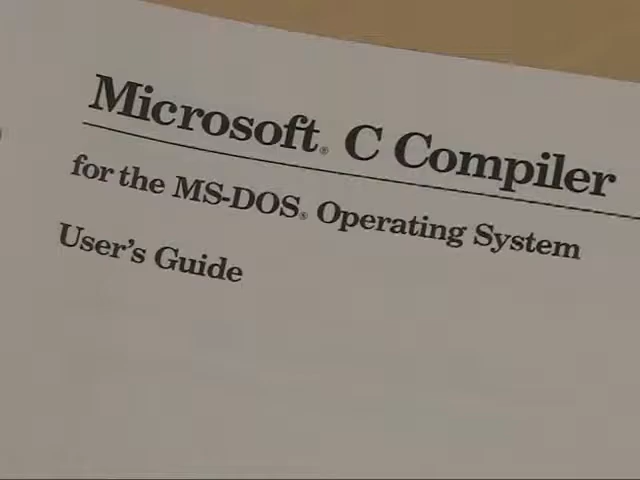 Microsoft® C Compiler
for the MS-DOS® Operating System
User's Guide